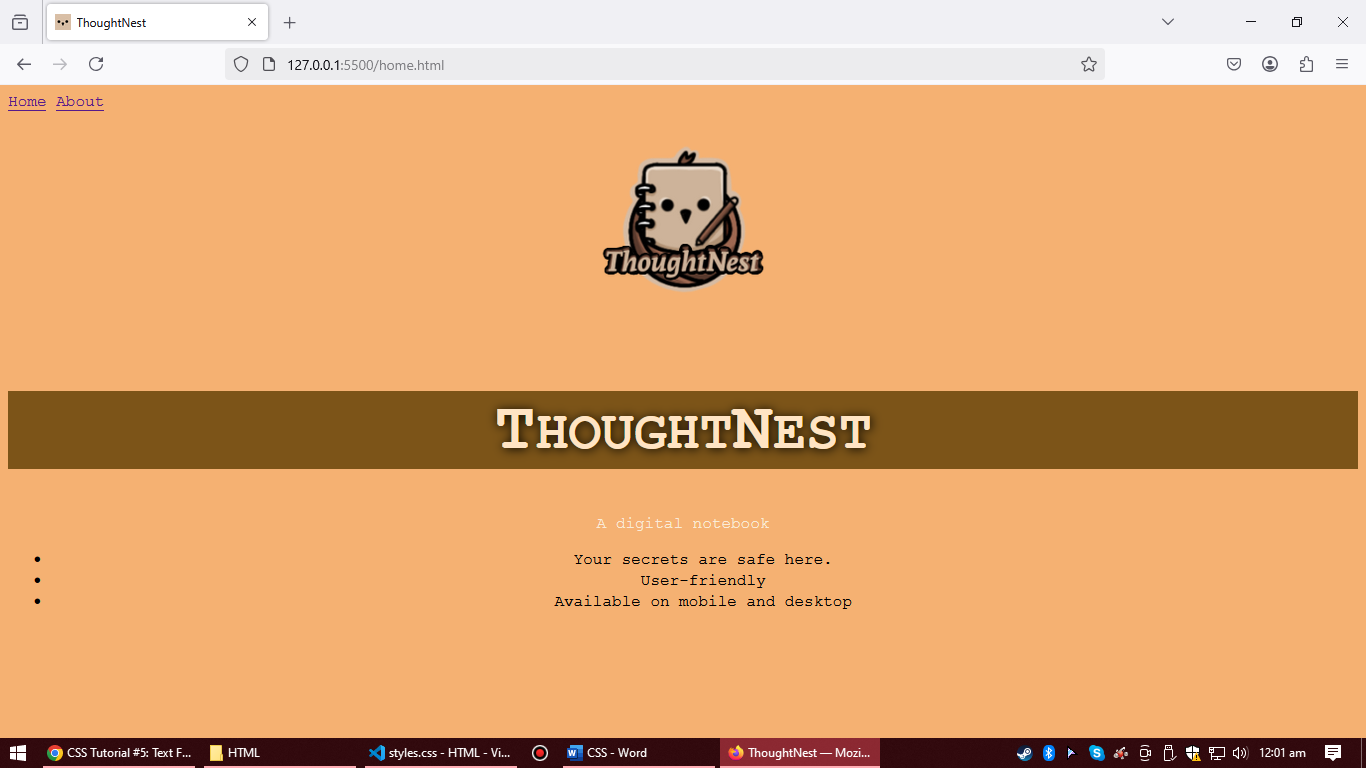 ThoughtNest
127.0.0.1:5500/home.html
Home About
ThoughtNest
ThoughtNest
A digital notebook
• Your secrets are safe here.
• User-friendly
• Available on mobile and desktop
CSS Tutorial #5: Text F... HTML styles.css - HTML - Vi... CSS - Word ThoughtNest — Mozi... 12:01 am